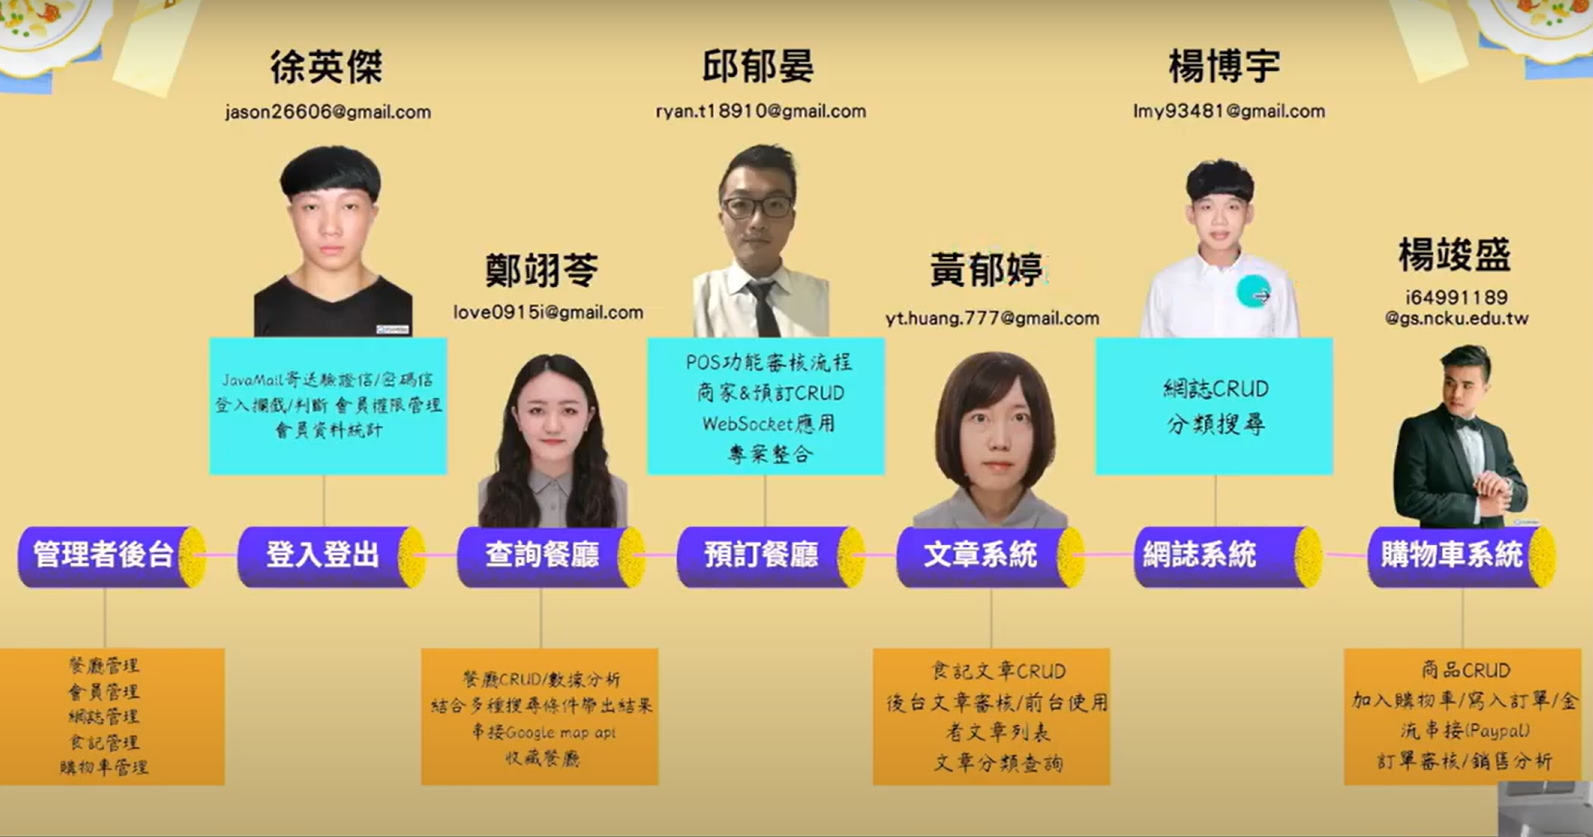 徐英傑
jason26606@gmail.com
邱郁晏
ryan.t18910@gmail.com
楊博宇
lmy93481@gmail.com
鄭翊苓
love0915i@gmail.com
黃郁婷
yt.huang.777@gmail.com
楊竣盛
i64991189
@gs.ncku.edu.tw
JavaMail寄送驗證信/密碼信
登入攔截/判斷 會員權限管理
會員資料統計
POS功能審核流程
商家&預訂CRUD
WebSocket應用
專案整合
網誌CRUD
分類搜尋
管理者後台
登入登出
查詢餐廳
預訂餐廳
文章系統
網誌系統
購物車系統
餐廳管理
會員管理
網誌管理
食記管理
購物車管理
餐廳CRUD/數據分析
結合多種搜尋條件帶出結果
串接Google map api
收藏餐廳
食記文章CRUD
後台文章審核/前台使用
者文章列表
文章分類查詢
商品CRUD
加入購物車/寫入訂單/金
流串接(Paypal)
訂單審核/銷售分析